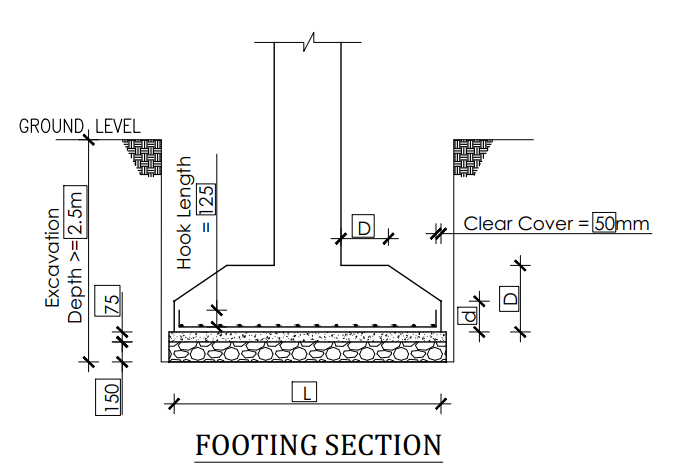 GROUND LEVEL
Hook Length
= 125
D
Clear Cover = 50mm
Excavation
Depth >= 2.5m
75
d
D
150
L
FOOTING SECTION